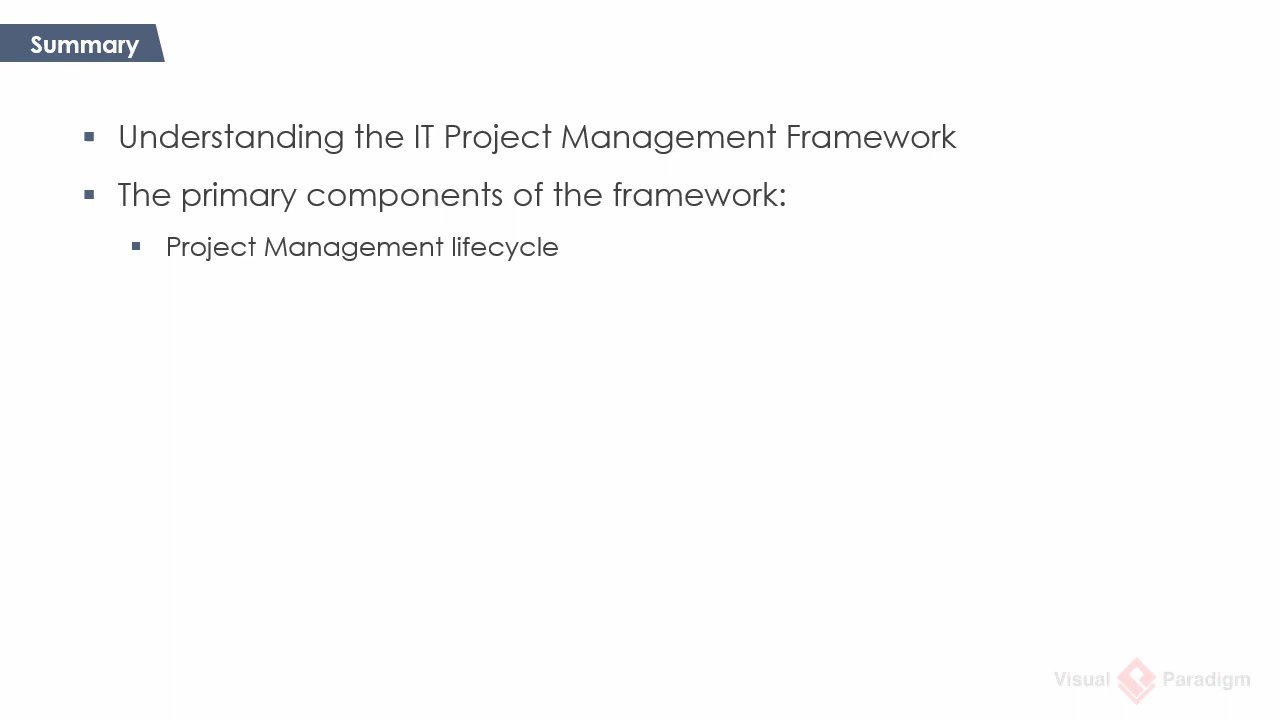 Summary
Understanding the IT Project Management Framework
The primary components of the framework:
Project Management lifecycle
Visual Paradigm